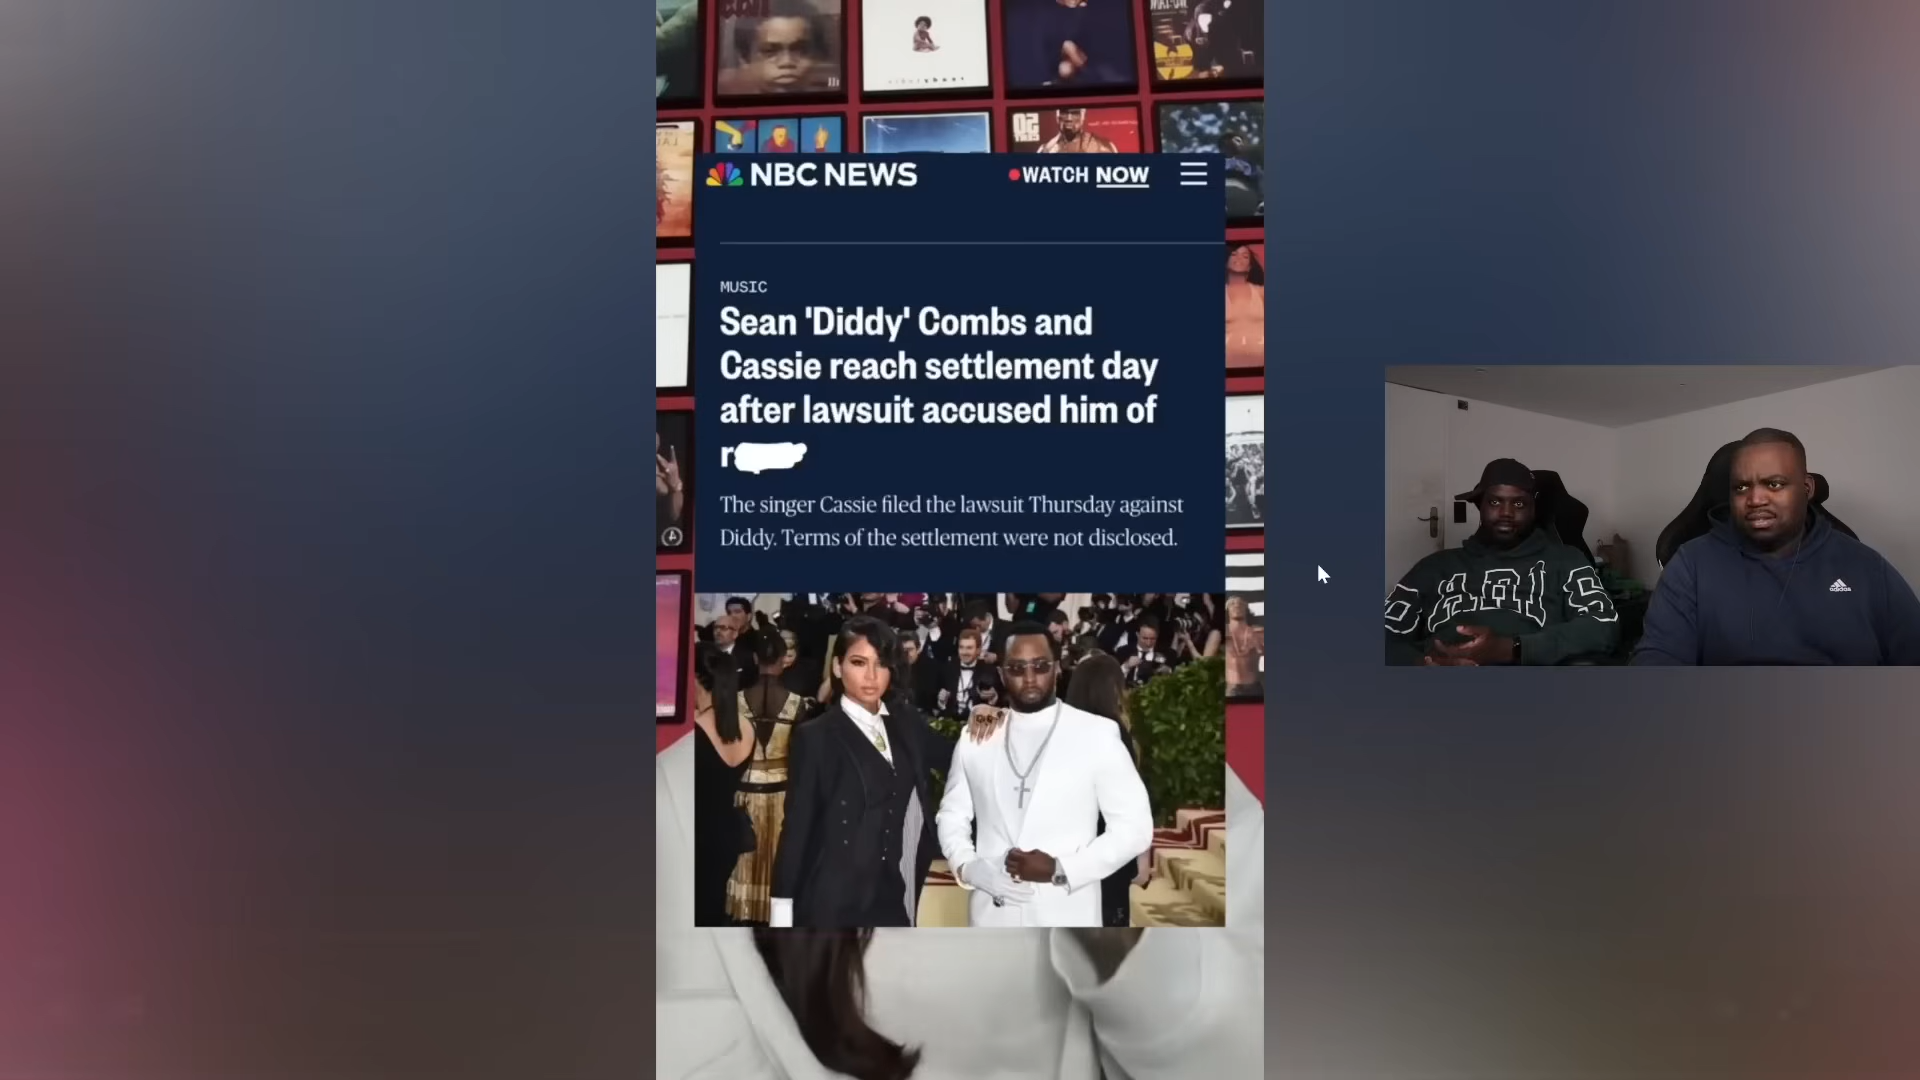 NBC NEWS
WATCH NOW
MUSIC
Sean 'Diddy' Combs and
Cassie reach settlement day
after lawsuit accused him of
r
The singer Cassie filed the lawsuit Thursday against
Diddy. Terms of the settlement were not disclosed.
adidas